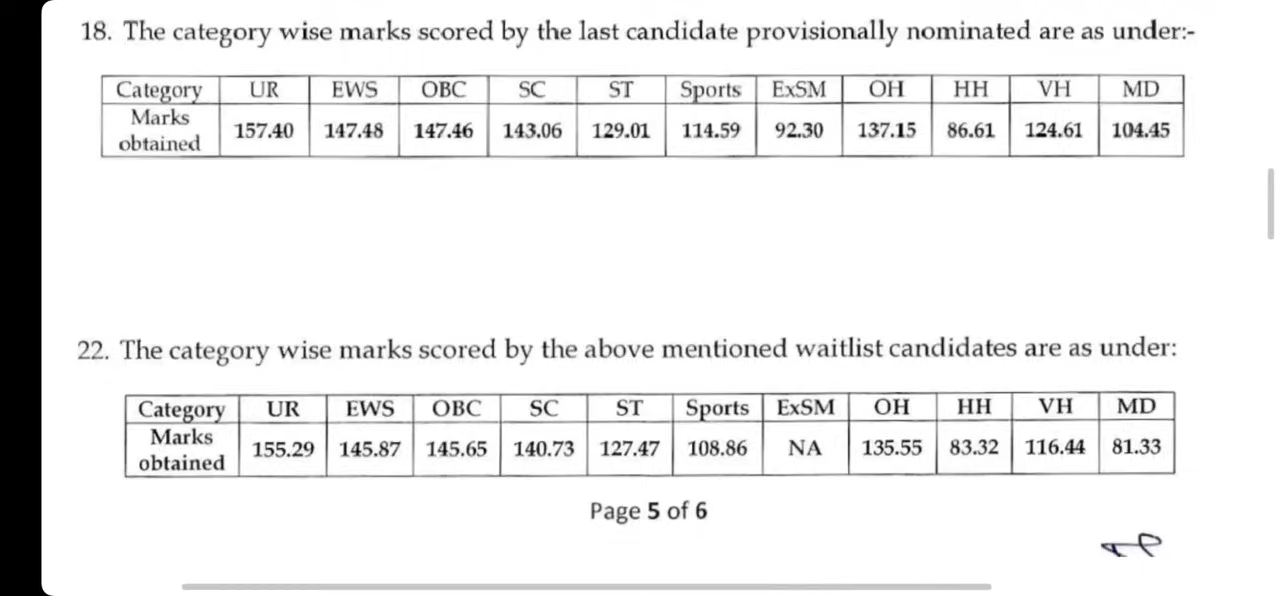 18. The category wise marks scored by the last candidate provisionally nominated are as under:-
Category UR EWS OBC SC ST Sports ExSM OH HH VH MD
Marks obtained 157.40 147.48 147.46 143.06 129.01 114.59 92.30 137.15 86.61 124.61 104.45
22. The category wise marks scored by the above mentioned waitlist candidates are as under:
Category UR EWS OBC SC ST Sports ExSM OH HH VH MD
Marks obtained 155.29 145.87 145.65 140.73 127.47 108.86 NA 135.55 83.32 116.44 81.33
Page 5 of 6